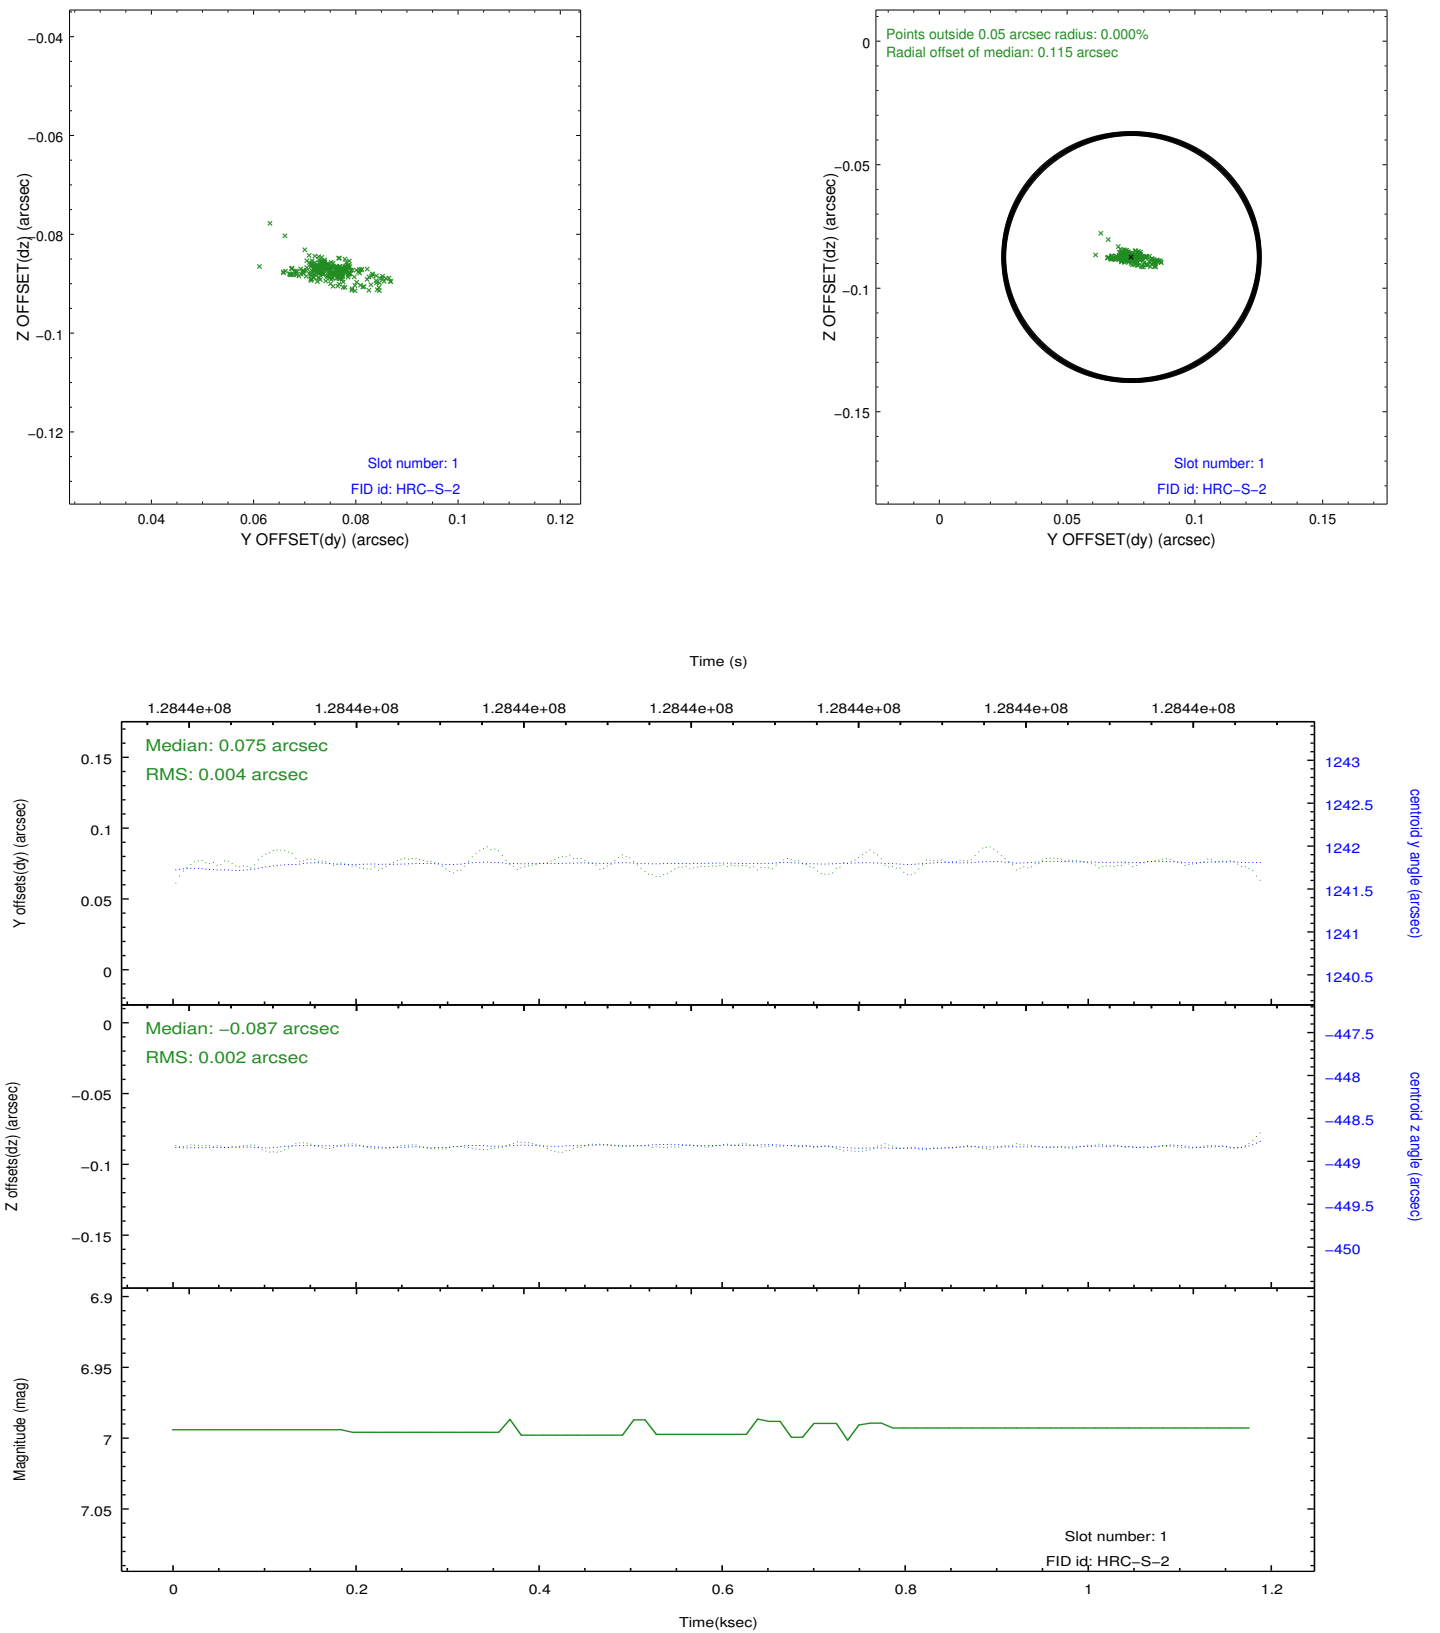 −0.04
−0.06
−0.08
−0.1
−0.12
Z OFFSET(dz) (arcsec)
Slot number: 1
FID id: HRC−S−2
0.04 0.06 0.08 0.1 0.12
Y OFFSET(dy) (arcsec)
Points outside 0.05 arcsec radius: 0.000%
Radial offset of median: 0.115 arcsec
0
−0.05
−0.1
−0.15
Z OFFSET(dz) (arcsec)
Slot number: 1
FID id: HRC−S−2
0 0.05 0.1 0.15
Y OFFSET(dy) (arcsec)
Time (s)
1.2844e+08 1.2844e+08 1.2844e+08 1.2844e+08 1.2844e+08 1.2844e+08 1.2844e+08
Median: 0.075 arcsec
RMS: 0.004 arcsec
0.15
0.1
0.05
0
Y offsets(dy) (arcsec)
1243
1242.5
1242
1241.5
1241
1240.5
centroid y angle (arcsec)
Median: −0.087 arcsec
RMS: 0.002 arcsec
0
−0.05
−0.1
−0.15
Z offsets(dz) (arcsec)
−447.5
−448
−448.5
−449
−449.5
−450
centroid z angle (arcsec)
6.9
6.95
7
7.05
Magnitude (mag)
Slot number: 1
FID id: HRC−S−2
0 0.2 0.4 0.6 0.8 1 1.2
Time(ksec)